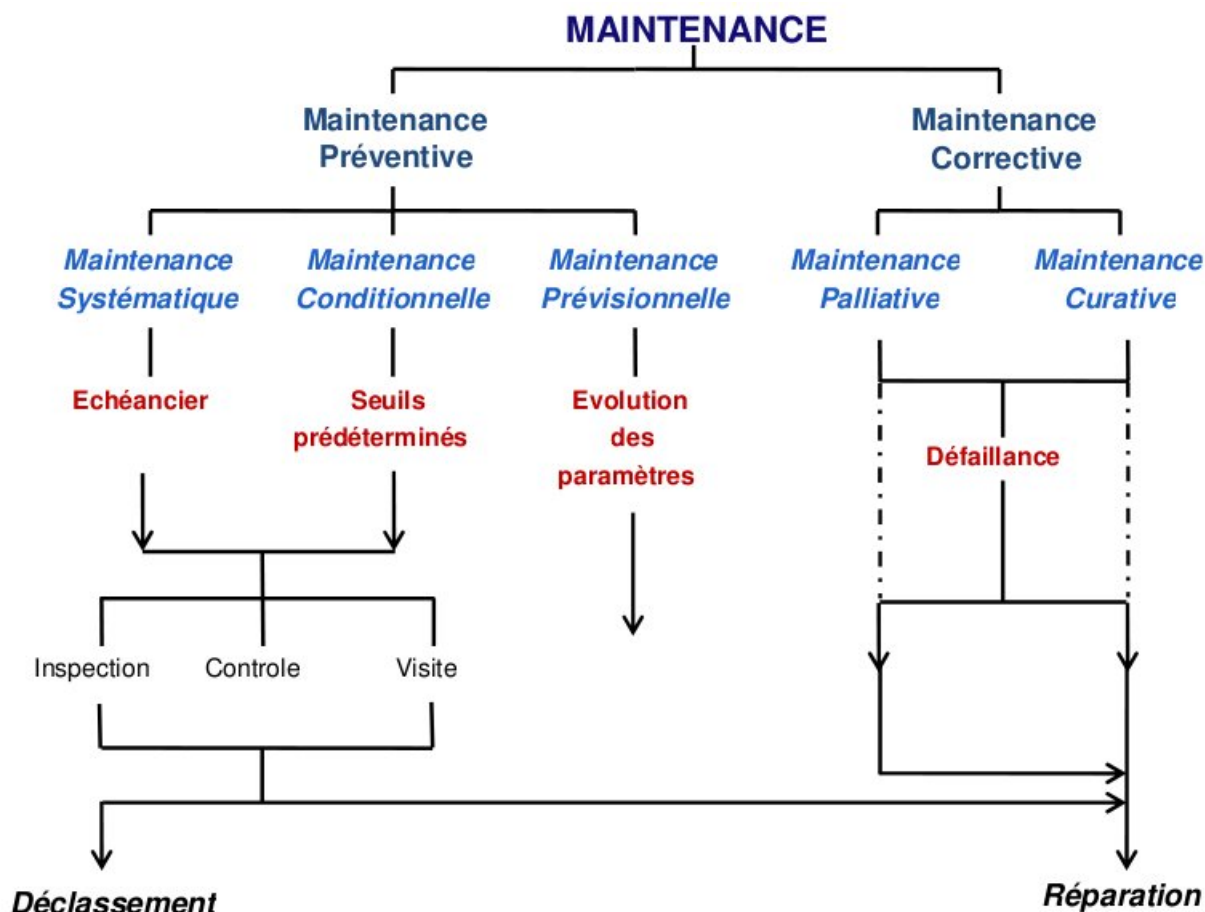 MAINTENANCE
Maintenance
Préventive
Maintenance
Corrective
Maintenance
Systématique
Maintenance
Conditionnelle
Maintenance
Prévisionnelle
Maintenance
Palliative
Maintenance
Curative
Echéancier
Seuils
prédéterminés
Evolution
des
paramètres
Défaillance
Inspection
Controle
Visite
Déclassement
Réparation